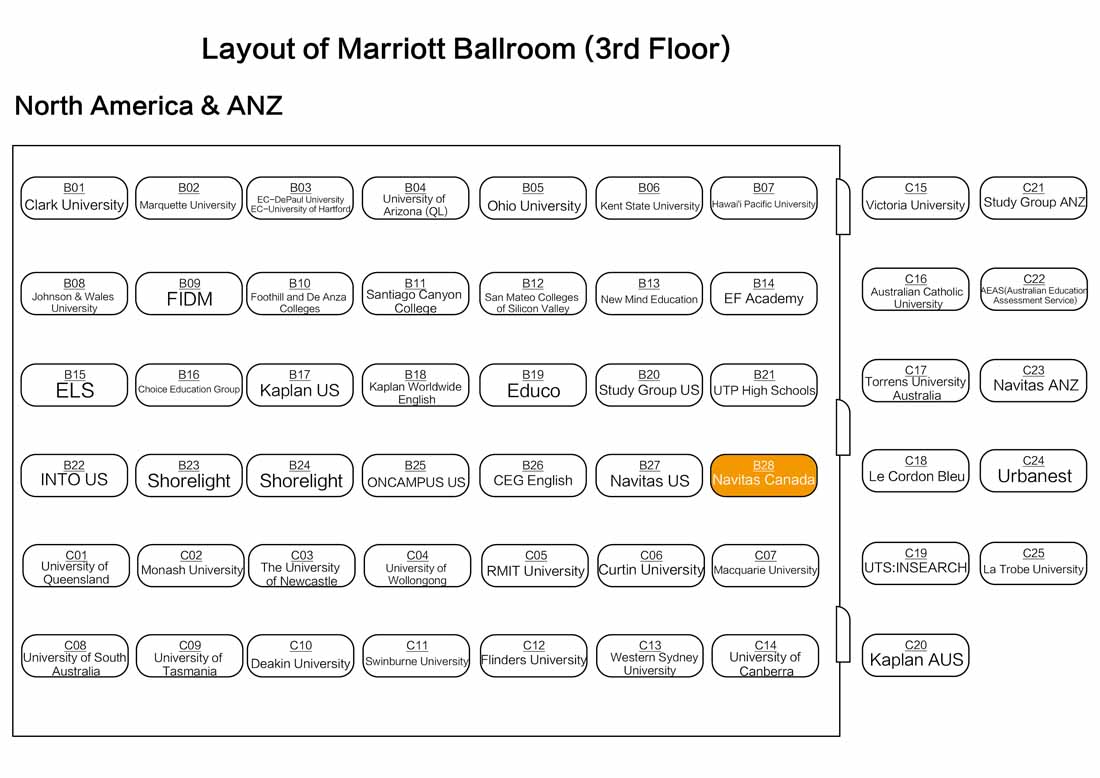 Layout of Marriott Ballroom (3rd Floor)
North America & ANZ
B01
Clark University
B02
Marquette University
B03
EC-DePaul University
EC-University of Hartford
B04
University of
Arizona (QL)
B05
Ohio University
B06
Kent State University
B07
Hawai'i Pacific University
C15
Victoria University
C21
Study Group ANZ
B08
Johnson & Wales
University
B09
FIDM
B10
Foothill and De Anza
Colleges
B11
Santiago Canyon
College
B12
San Mateo Colleges
of Silicon Valley
B13
New Mind Education
B14
EF Academy
C16
Australian Catholic
University
C22
AEAS(Australian Education
Assessment Service)
B15
ELS
B16
Choice Education Group
B17
Kaplan US
B18
Kaplan Worldwide
English
B19
Educo
B20
Study Group US
B21
UTP High Schools
C17
Torrens University
Australia
C23
Navitas ANZ
B22
INTO US
B23
Shorelight
B24
Shorelight
B25
ONCAMPUS US
B26
CEG English
B27
Navitas US
B28
Navitas Canada
C18
Le Cordon Bleu
C24
Urbanest
C01
University of
Queensland
C02
Monash University
C03
The University
of Newcastle
C04
University of
Wollongong
C05
RMIT University
C06
Curtin University
C07
Macquarie University
C19
UTS:INSEARCH
C25
La Trobe University
C08
University of South
Australia
C09
University of
Tasmania
C10
Deakin University
C11
Swinburne University
C12
Flinders University
C13
Western Sydney
University
C14
University of
Canberra
C20
Kaplan AUS